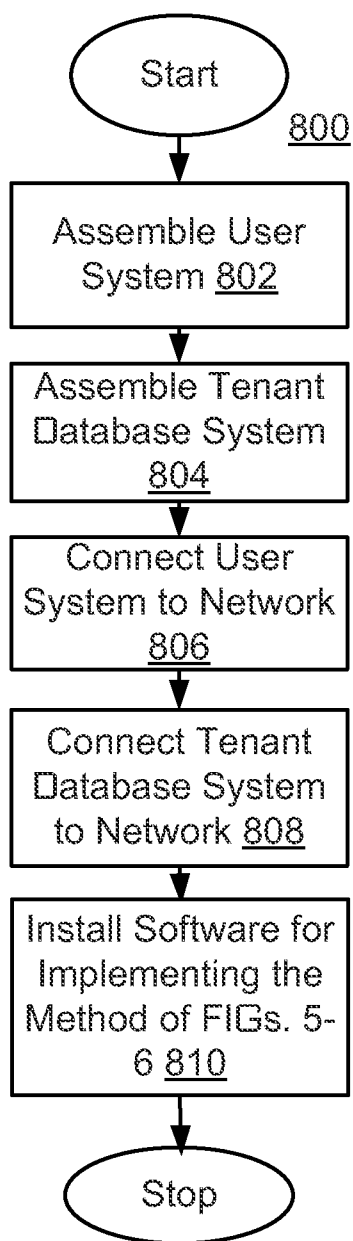 Start
800
Assemble User
System 802
Assemble Tenant
Database System
804
Connect User
System to Network
806
Connect Tenant
Database System
to Network 808
Install Software for
Implementing the
Method of FIGs. 5-
6 810
Stop